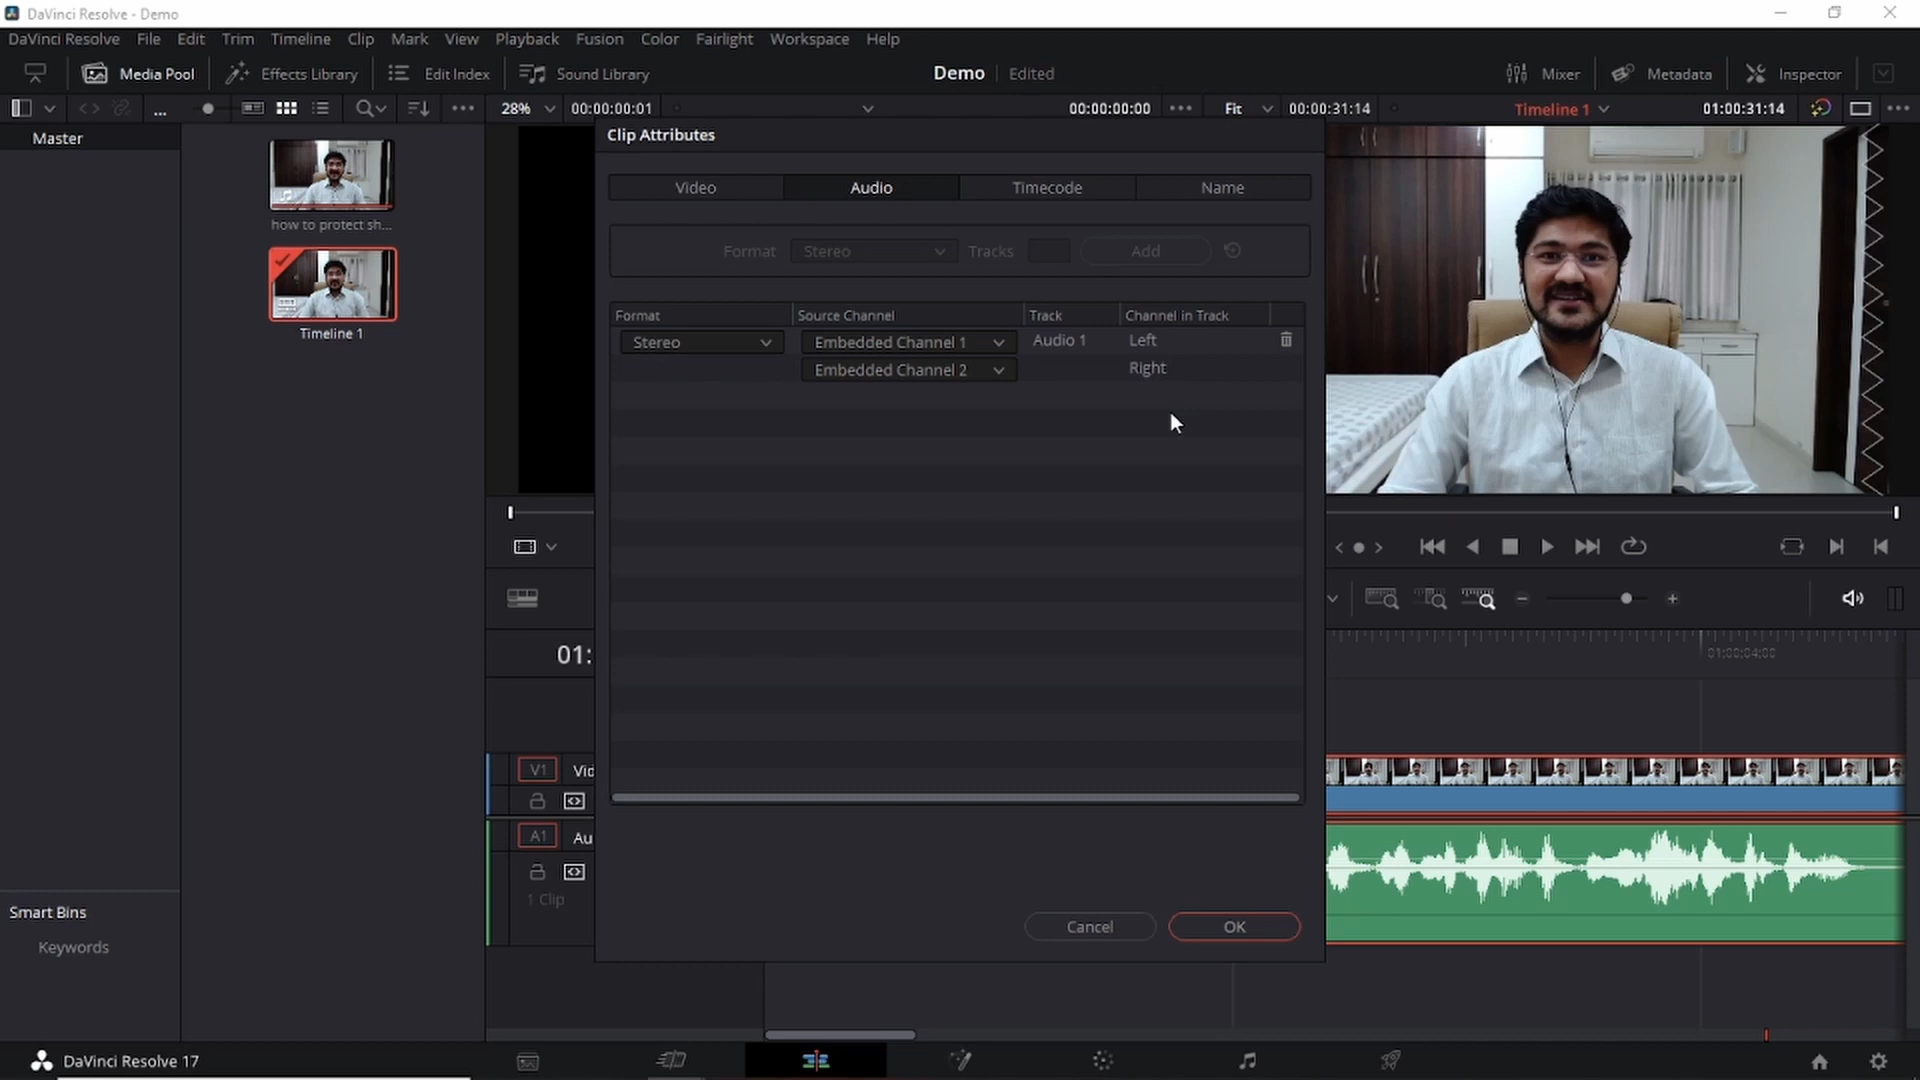 DaVinci Resolve - Demo
DaVinci Resolve File Edit Trim Timeline Clip Mark View Playback Fusion Color Fairlight Workspace Help
Media Pool Effects Library Edit Index Sound Library Demo Edited Mixer Metadata Inspector
... 28% 00:00:00:01 00:00:00:00 Fit 00:00:31:14 Timeline 1 01:00:31:14
Master
how to protect sh...
Timeline 1
Clip Attributes
Video Audio Timecode Name
Format Stereo Tracks Add
Format Source Channel Track Channel in Track
Stereo Embedded Channel 1 Audio 1 Left
Embedded Channel 2 Right
01:
01:00:04:00
V1 Vid
A1 Au
1 Clip
Cancel OK
Smart Bins
Keywords
DaVinci Resolve 17